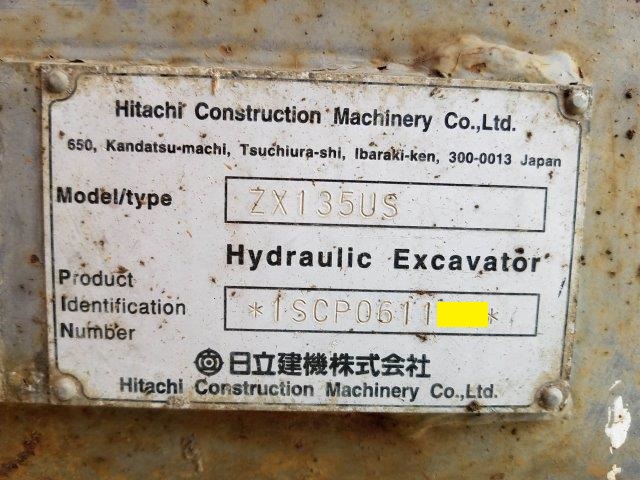 Hitachi Construction Machinery Co.,Ltd.
650, Kandatsu-machi, Tsuchiura-shi, Ibaraki-ken, 300-0013 Japan
Model/type ZX135US
Hydraulic Excavator
Product
Identification
Number
*1SCP0611 *
日立建機株式会社
Hitachi Construction Machinery Co.,Ltd.